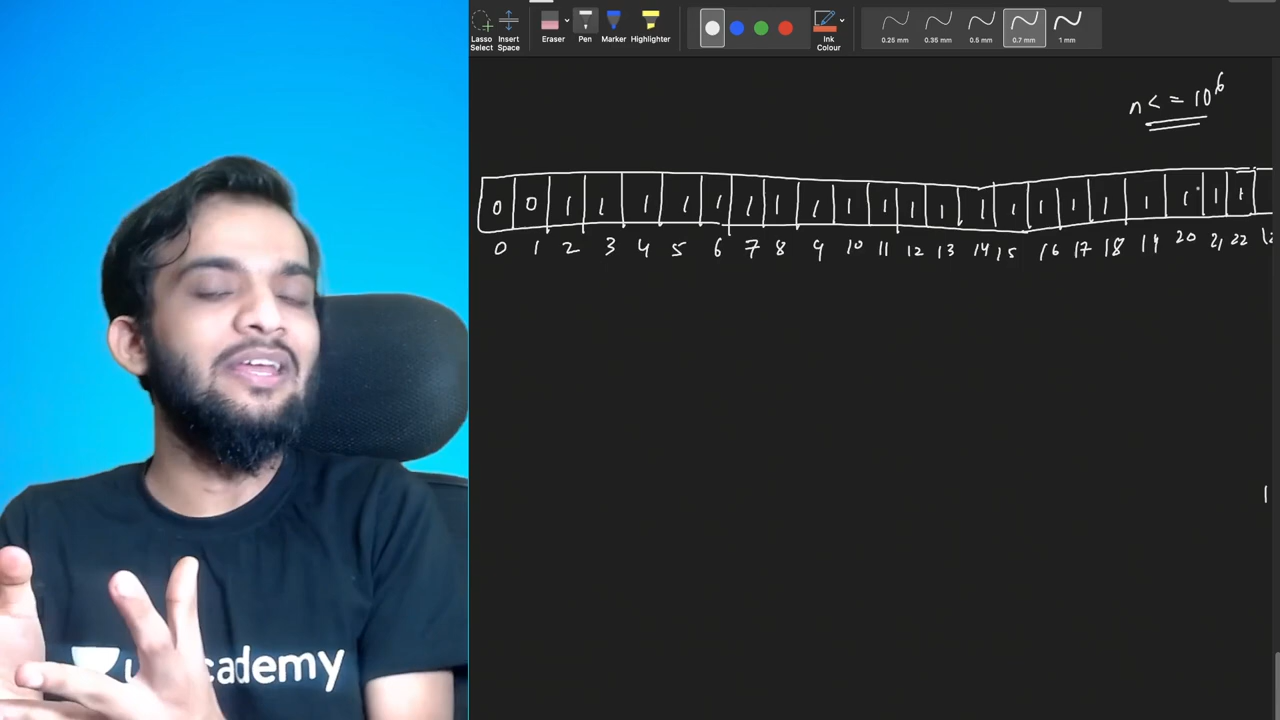 Lasso Select
Insert Space
Eraser
Pen
Marker
Highlighter
Ink Colour
0.25 mm
0.35 mm
0.5 mm
0.7 mm
1 mm
n <= 10^6
0 0 1 1 1 1 1 1 1 1 1 1 1 1 1 1 1 1 1 1 1 1 1
0 1 2 3 4 5 6 7 8 9 10 11 12 13 14 15 16 17 18 19 20 21 22